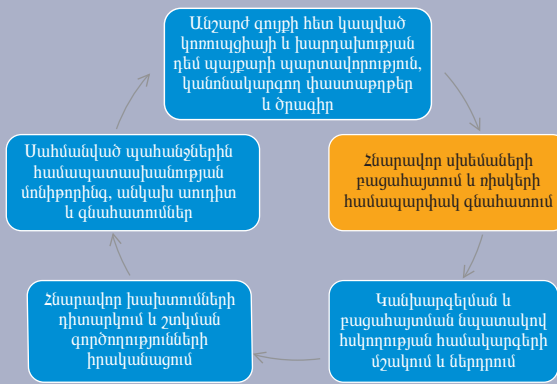 Անշարժ գույքի հետ կապված
կոռուպցիայի և խարդախության
դեմ պայքարի պարտավորություն,
կանոնակարգող փաստաթղթեր
և ծրագիր
Հնարավոր սխեմաների
բացահայտում և ռիսկերի
համապարփակ գնահատում
Կանխարգելման և
բացահայտման նպատակով
հսկողության համակարգերի
մշակում և ներդրում
Հնարավոր խախտումների
դիտարկում և շտկման
գործողությունների
իրականացում
Սահմանված պահանջներին
համապատասխանության
մոնիթորինգ, անկախ աուդիտ
և գնահատումներ